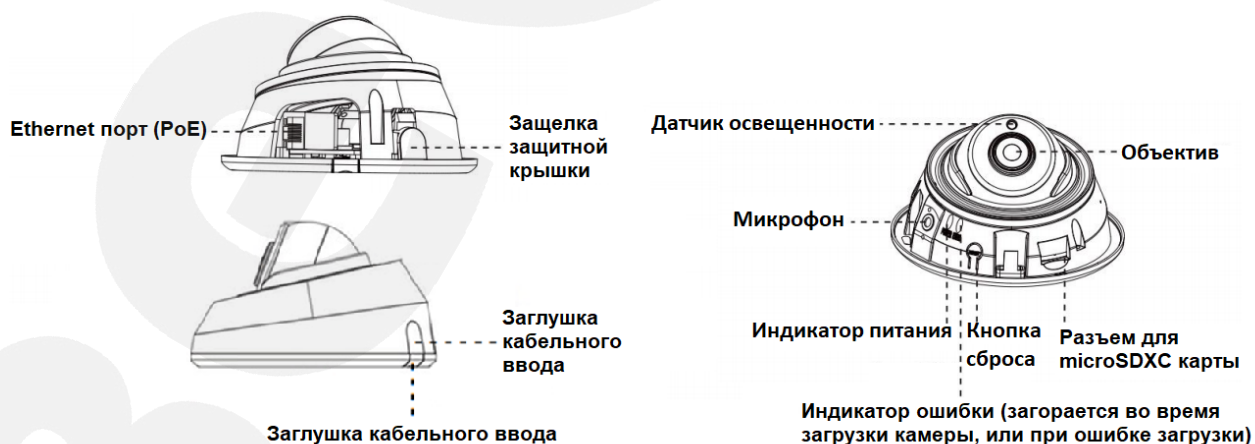 Ethernet порт (PoE)
Защелка
защитной
крышки
Заглушка
кабельного
ввода
Заглушка кабельного ввода
Датчик освещенности
Объектив
Микрофон
Индикатор питания
Кнопка
сброса
Разъем для
microSDXC карты
Индикатор ошибки (загорается во время
загрузки камеры, или при ошибке загрузки)